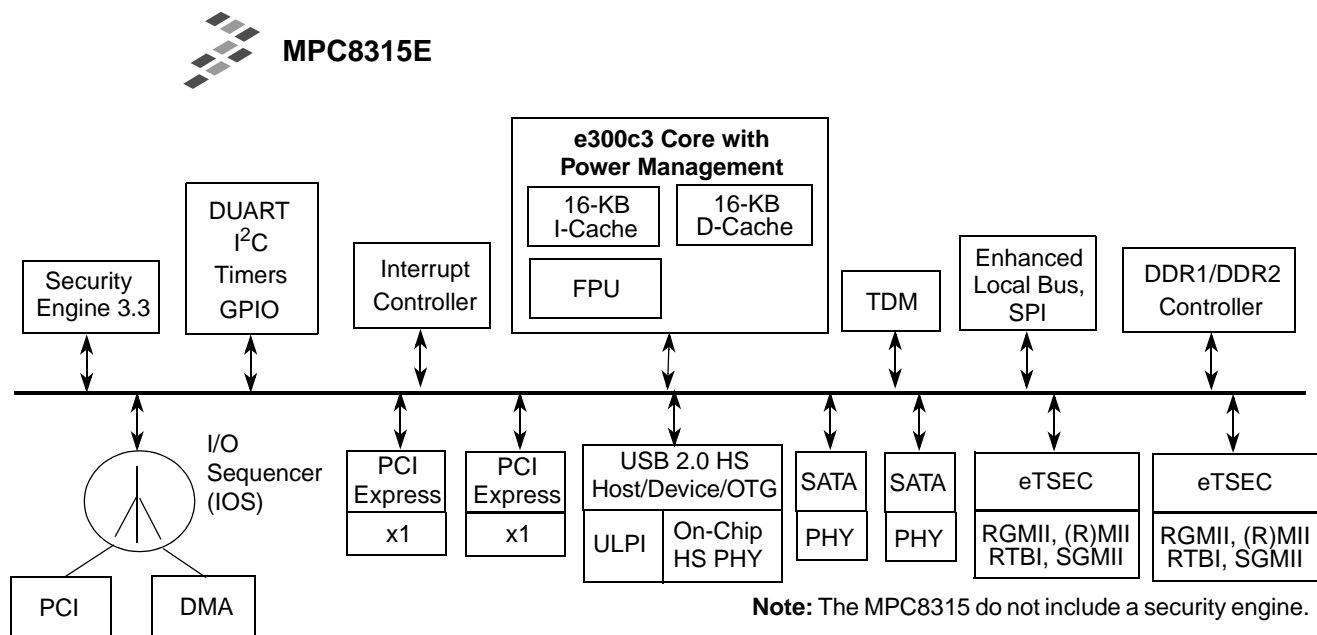 MPC8315E
e300c3 Core with
Power Management
16-KB
I-Cache
16-KB
D-Cache
FPU
DUART
I²C
Timers
GPIO
Security
Engine 3.3
Interrupt
Controller
TDM
Enhanced
Local Bus,
SPI
DDR1/DDR2
Controller
I/O
Sequencer
(IOS)
PCI
DMA
PCI
Express
x1
PCI
Express
x1
USB 2.0 HS
Host/Device/OTG
ULPI
On-Chip
HS PHY
SATA
PHY
SATA
PHY
eTSEC
RGMII, (R)MII
RTBI, SGMII
eTSEC
RGMII, (R)MII
RTBI, SGMII
Note: The MPC8315 do not include a security engine.